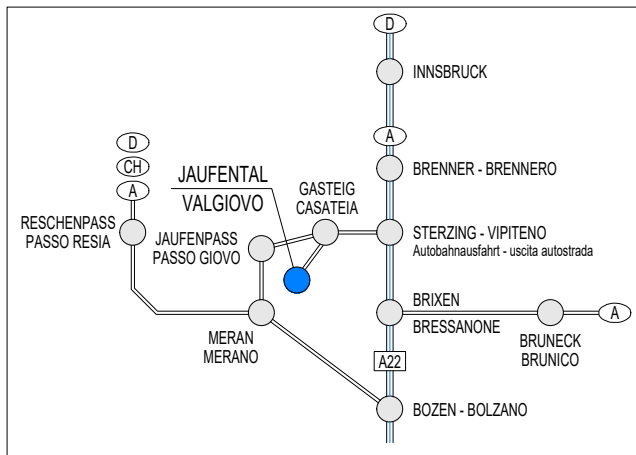 D
INNSBRUCK
A
BRENNER - BRENNERO
D
CH
A
RESCHENPASS
PASSO RESIA
JAUFENTAL
VALGIOVO
GASTEIG
CASATEIA
JAUFENPASS
PASSO GIOVO
STERZING - VIPITENO
Autobahnausfahrt - uscita autostrada
MERAN
MERANO
BRIXEN
BRESSANONE
BRUNECK
BRUNICO
A
A22
BOZEN - BOLZANO